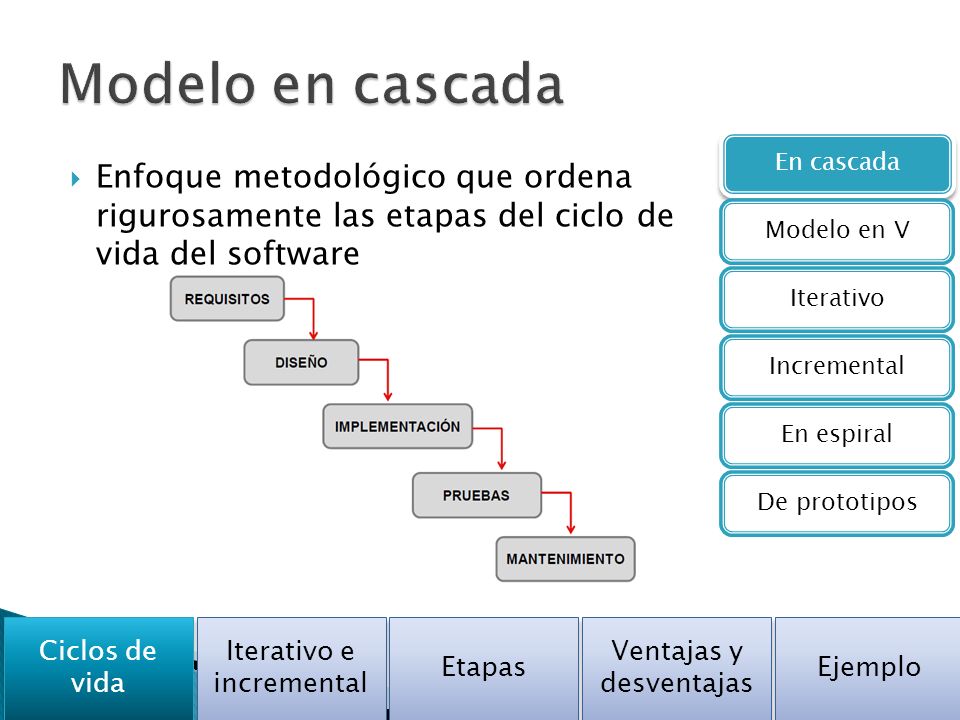 Modelo en cascada
Enfoque metodológico que ordena
rigurosamente las etapas del ciclo de
vida del software
REQUISITOS
DISEÑO
IMPLEMENTACIÓN
PRUEBAS
MANTENIMIENTO
En cascada
Modelo en V
Iterativo
Incremental
En espiral
De prototipos
Ciclos de
vida
Iterativo e
incremental
Etapas
Ventajas y
desventajas
Ejemplo